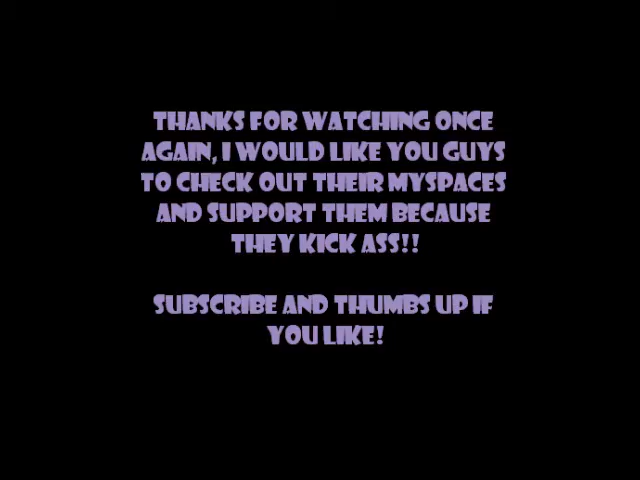 THANKS FOR WATCHING ONCE
AGAIN, I WOULD LIKE YOU GUYS
TO CHECK OUT THEIR MYSPACES
AND SUPPORT THEM BECAUSE
THEY KICK ASS!!
SUBSCRIBE AND THUMBS UP IF
YOU LIKE!